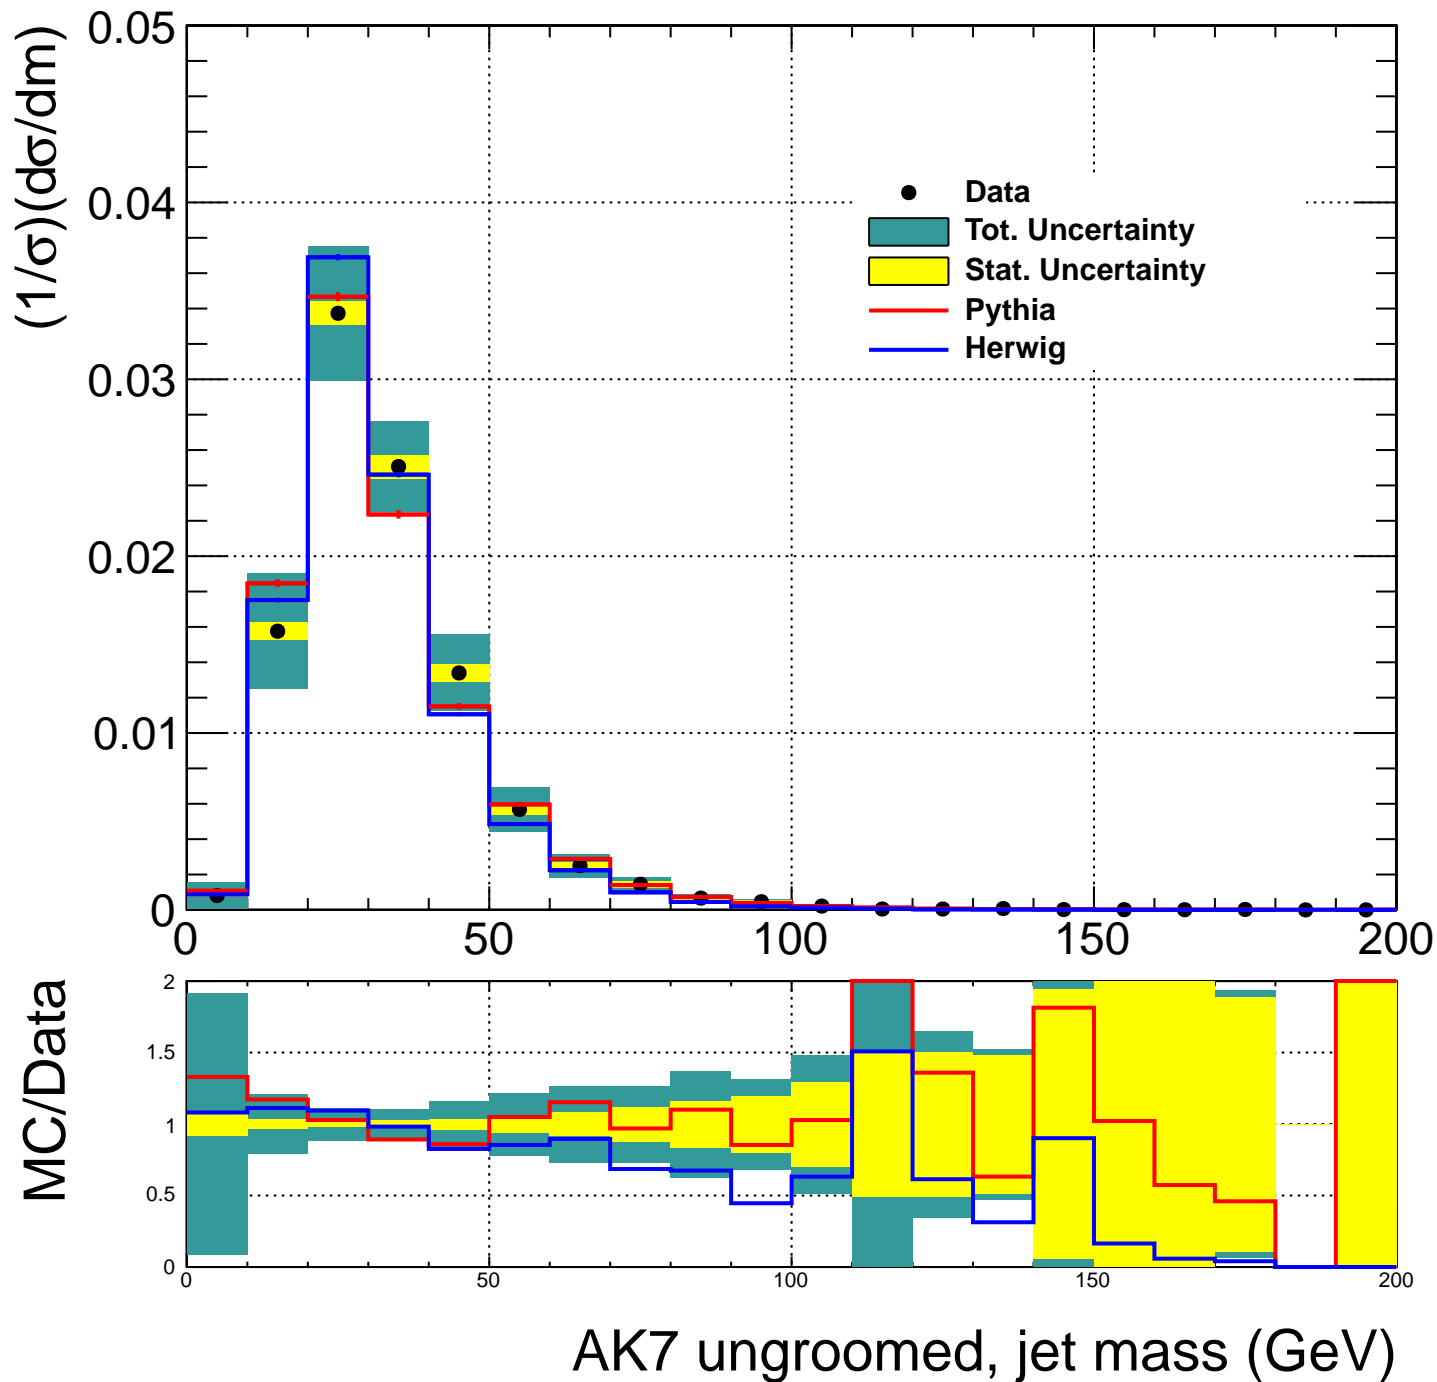 (1/σ)(dσ/dm)
0.05
0.04
0.03
0.02
0.01
0
Data
Tot. Uncertainty
Stat. Uncertainty
Pythia
Herwig
0 50 100 150 200
MC/Data
2
1.5
1
0.5
0
0 50 100 150 200
AK7 ungroomed, jet mass (GeV)